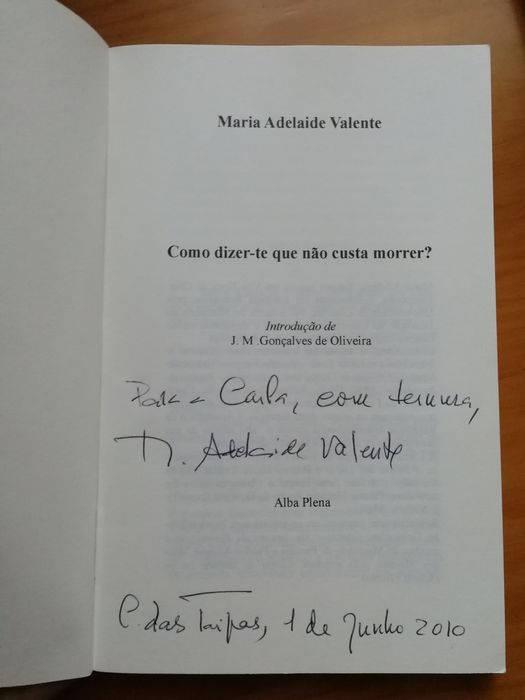 Maria Adelaide Valente
Como dizer-te que não custa morrer?
Introdução de
J. M .Gonçalves de Oliveira
Para a Carla, com ternura,
M. Adelaide Valente
Alba Plena
C. das Taipas, 1 de Junho 2010